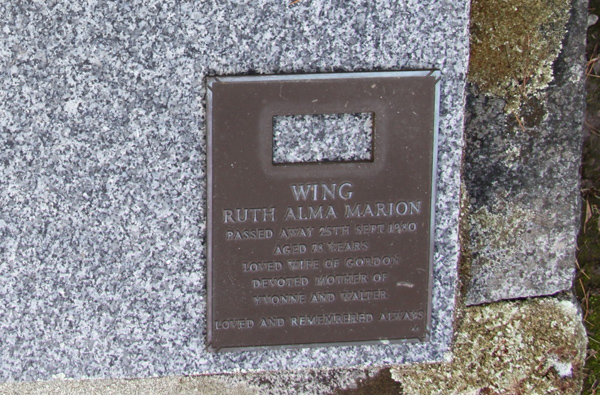 WING
RUTH ALMA MARION
PASSED AWAY 25TH SEPT 1980
AGED 78 YEARS
LOVED WIFE OF GORDON
DEVOTED MOTHER OF
YVONNE AND WALTER
LOVED AND REMEMBERED ALWAYS